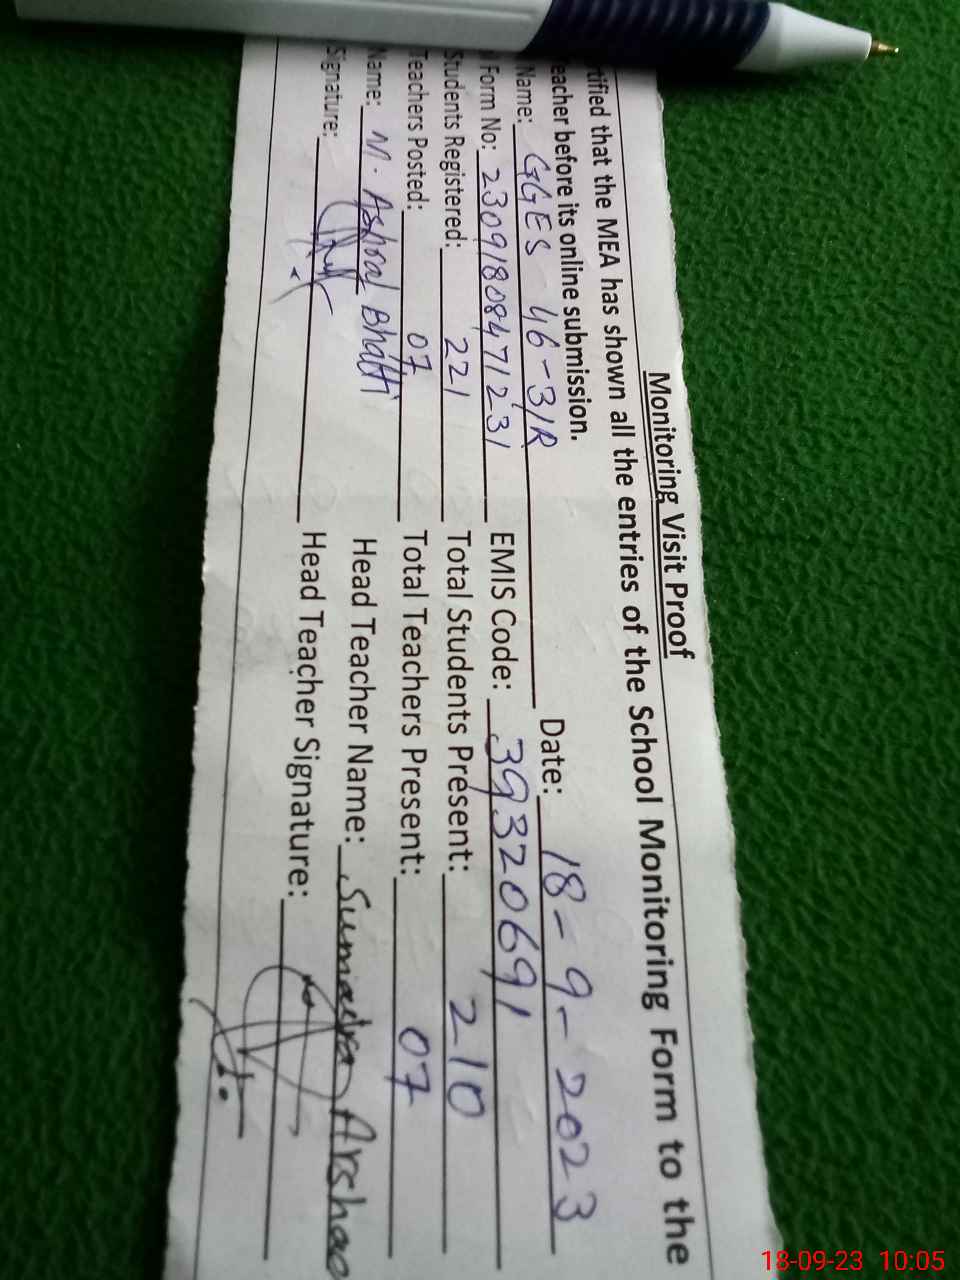 Monitoring Visit Proof
rtified that the MEA has shown all the entries of the School Monitoring Form to the
eacher before its online submission.
Name: GGES 46-3/R Date: 18-9-2023
Form No: 23091808471231 EMIS Code: 39320691
Students Registered: 221 Total Students Present: 210
Teachers Posted: 07 Total Teachers Present: 07
Name: M. Ashraf Bhatti Head Teacher Name: Sumaira Arshad
Signature: Head Teacher Signature:
18-09-23 10:05